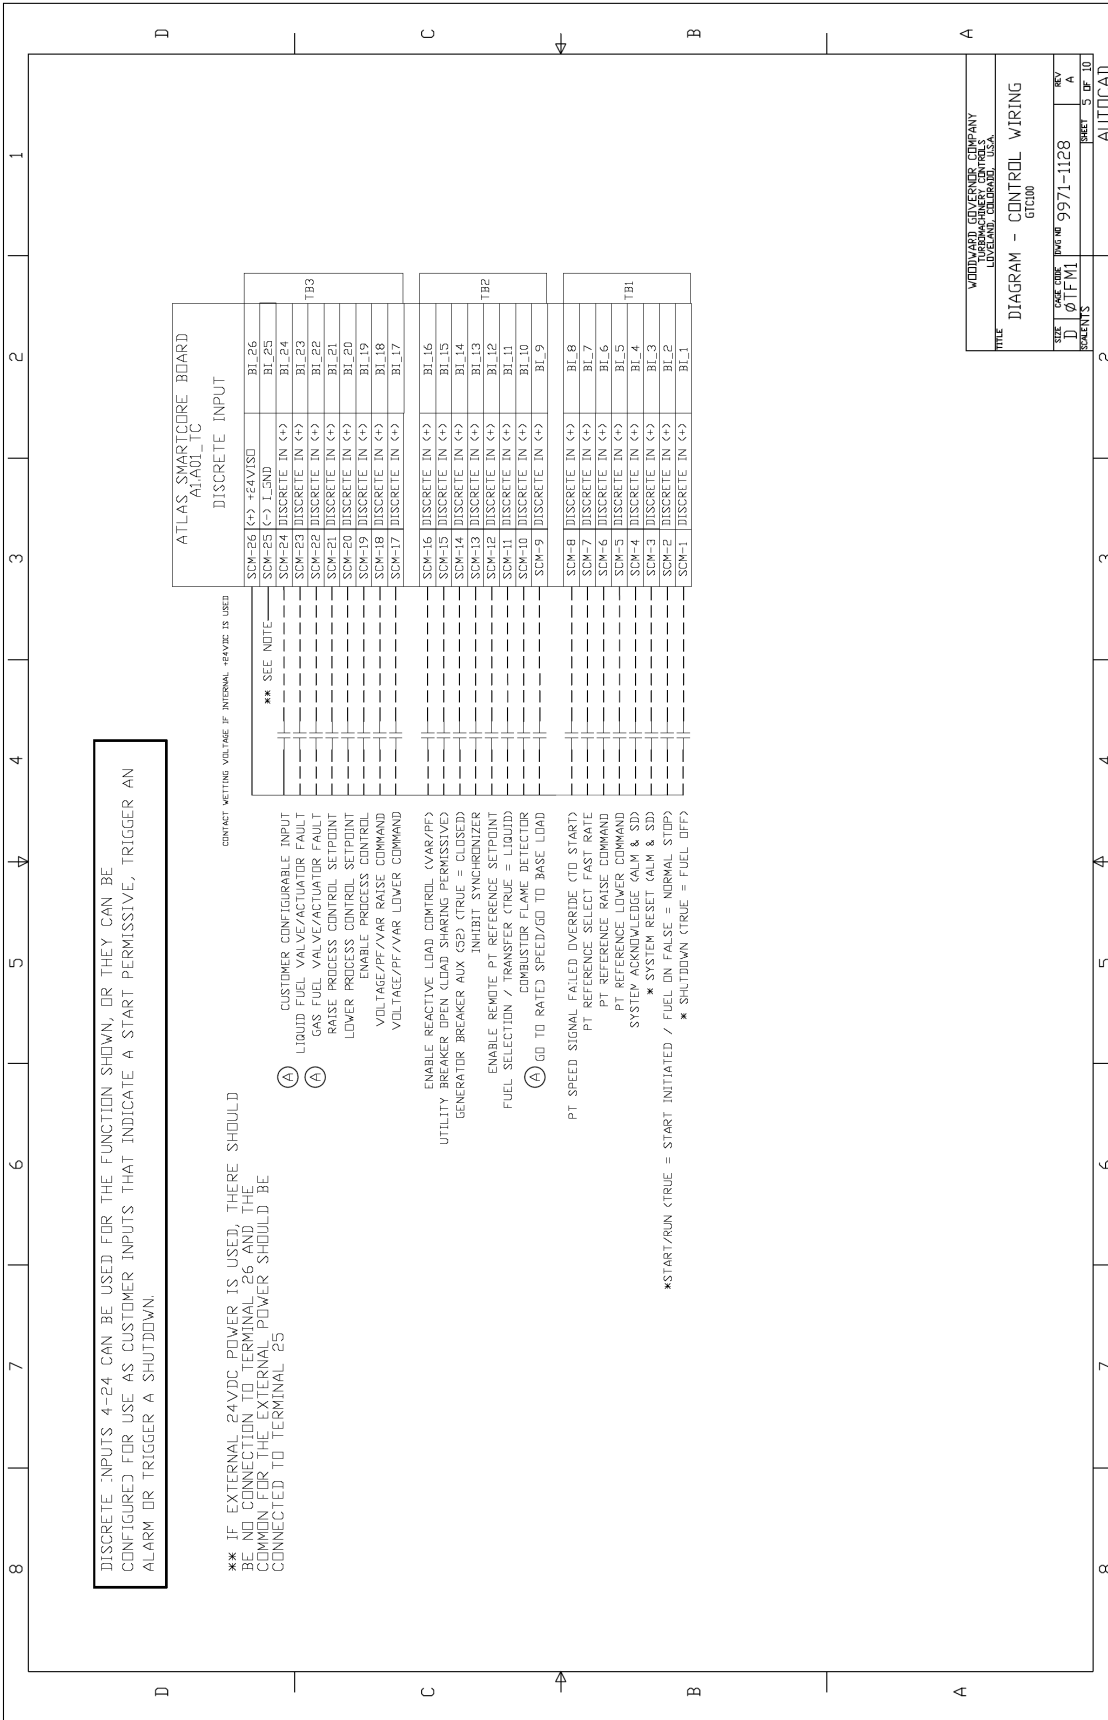 8
7
6
5
4
3
2
1
D
C
B
A
DISCRETE :NPUTS 4-24 CAN BE USED FOR THE FUNCTION SHOWN, OR THEY CAN BE
CONFIGURED FOR USE AS CUSTOMER INPUTS THAT INDICATE A START PERMISSIVE, TRIGGER AN
ALARM OR TRIGGER A SHUTDOWN.
** IF EXTERNAL 24VDC POWER IS USED, THERE SHOULD
BE NO CONNECTION TO TERMINAL 26 AND THE
COMMON FOR THE EXTERNAL POWER SHOULD BE
CONNECTED TO TERMINAL 25
CONTACT WETTING VOLTAGE IF INTERNAL +24VDC IS USED
** SEE NOTE
ATLAS SMARTCORE BOARD
A1.A01_TC
DISCRETE INPUT
SCM-26 (+) +24VISO BI_26
SCM-25 (-) I_GND BI_25
A CUSTOMER CONFIGURABLE INPUT SCM-24 DISCRETE IN (+) BI_24
LIQUID FUEL VALVE/ACTUATOR FAULT SCM-23 DISCRETE IN (+) BI_23
A GAS FUEL VALVE/ACTUATOR FAULT SCM-22 DISCRETE IN (+) BI_22
RAISE PROCESS CONTROL SETPOINT SCM-21 DISCRETE IN (+) BI_21
LOWER PROCESS CONTROL SETPOINT SCM-20 DISCRETE IN (+) BI_20
ENABLE PROCESS CONTROL SCM-19 DISCRETE IN (+) BI_19
VOLTAGE/PF/VAR RAISE COMMAND SCM-18 DISCRETE IN (+) BI_18
VOLTAGE/PF/VAR LOWER COMMAND SCM-17 DISCRETE IN (+) BI_17
TB3
ENABLE REACTIVE LOAD COMTROL (VAR/PF) SCM-16 DISCRETE IN (+) BI_16
UTILITY BREAKER OPEN (LOAD SHARING PERMISSIVE) SCM-15 DISCRETE IN (+) BI_15
GENERATOR BREAKER AUX (52) (TRUE = CLOSED) SCM-14 DISCRETE IN (+) BI_14
INHIBIT SYNCHRONIZER SCM-13 DISCRETE IN (+) BI_13
ENABLE REMOTE PT REFERENCE SETPOINT SCM-12 DISCRETE IN (+) BI_12
FUEL SELECTION / TRANSFER (TRUE = LIQUID) SCM-11 DISCRETE IN (+) BI_11
COMBUSTOR FLAME DETECTOR SCM-10 DISCRETE IN (+) BI_10
A GO TO RATED SPEED/GO TO BASE LOAD SCM-9 DISCRETE IN (+) BI_9
TB2
PT SPEED SIGNAL FAILED OVERRIDE (TO START) SCM-8 DISCRETE IN (+) BI_8
PT REFERENCE SELECT FAST RATE SCM-7 DISCRETE IN (+) BI_7
PT REFERENCE RAISE COMMAND SCM-6 DISCRETE IN (+) BI_6
PT REFERENCE LOWER COMMAND SCM-5 DISCRETE IN (+) BI_5
SYSTEM ACKNOWLEDGE (ALM & SD) SCM-4 DISCRETE IN (+) BI_4
* SYSTEM RESET (ALM & SD) SCM-3 DISCRETE IN (+) BI_3
*START/RUN (TRUE = START INITIATED / FUEL ON FALSE = NORMAL STOP) SCM-2 DISCRETE IN (+) BI_2
* SHUTDOWN (TRUE = FUEL OFF) SCM-1 DISCRETE IN (+) BI_1
TB1
WOODWARD GOVERNOR COMPANY
TURBOMACHINERY CONTROLS
LOVELAND, COLORADO, U.S.A.
TITLE
DIAGRAM - CONTROL WIRING
GTC100
SIZE D
CAGE CODE ØTFM1
DWG NO 9971-1128
REV A
SCALE NTS
SHEET 5 OF 10
AUTOCAD
D
C
B
A
8
7
6
5
4
3
2